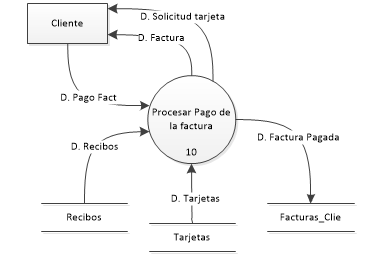 D. Solicitud tarjeta
Cliente
D. Factura
D. Pago Fact
Procesar Pago de
la factura
D. Factura Pagada
D. Recibos
10
D. Tarjetas
Recibos
Facturas_Clie
Tarjetas